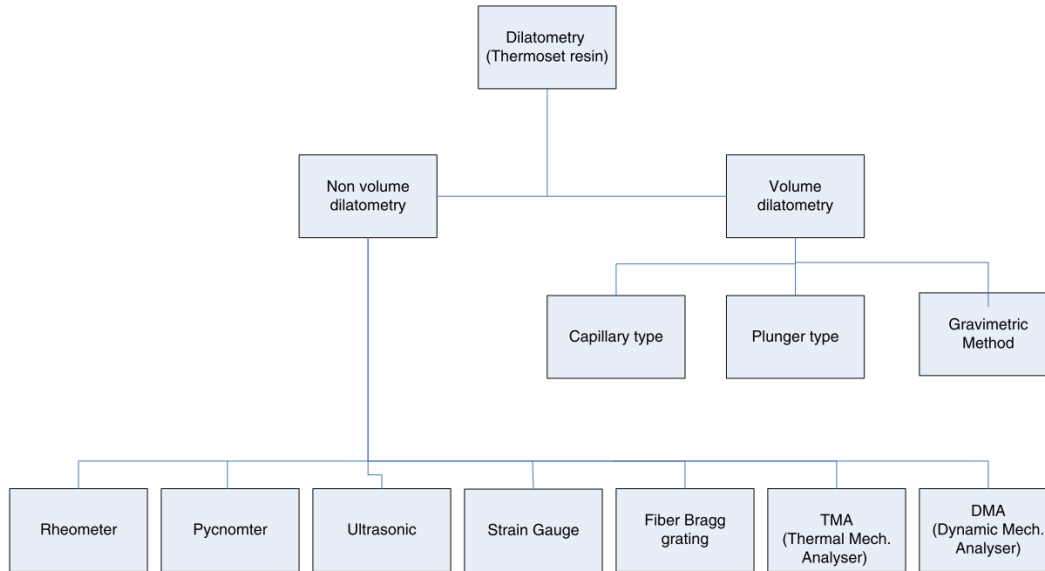 Dilatometry
(Thermoset resin)
Non volume
dilatometry
Volume
dilatometry
Capillary type
Plunger type
Gravimetric
Method
Rheometer
Pycnomter
Ultrasonic
Strain Gauge
Fiber Bragg
grating
TMA
(Thermal Mech.
Analyser)
DMA
(Dynamic Mech.
Analyser)